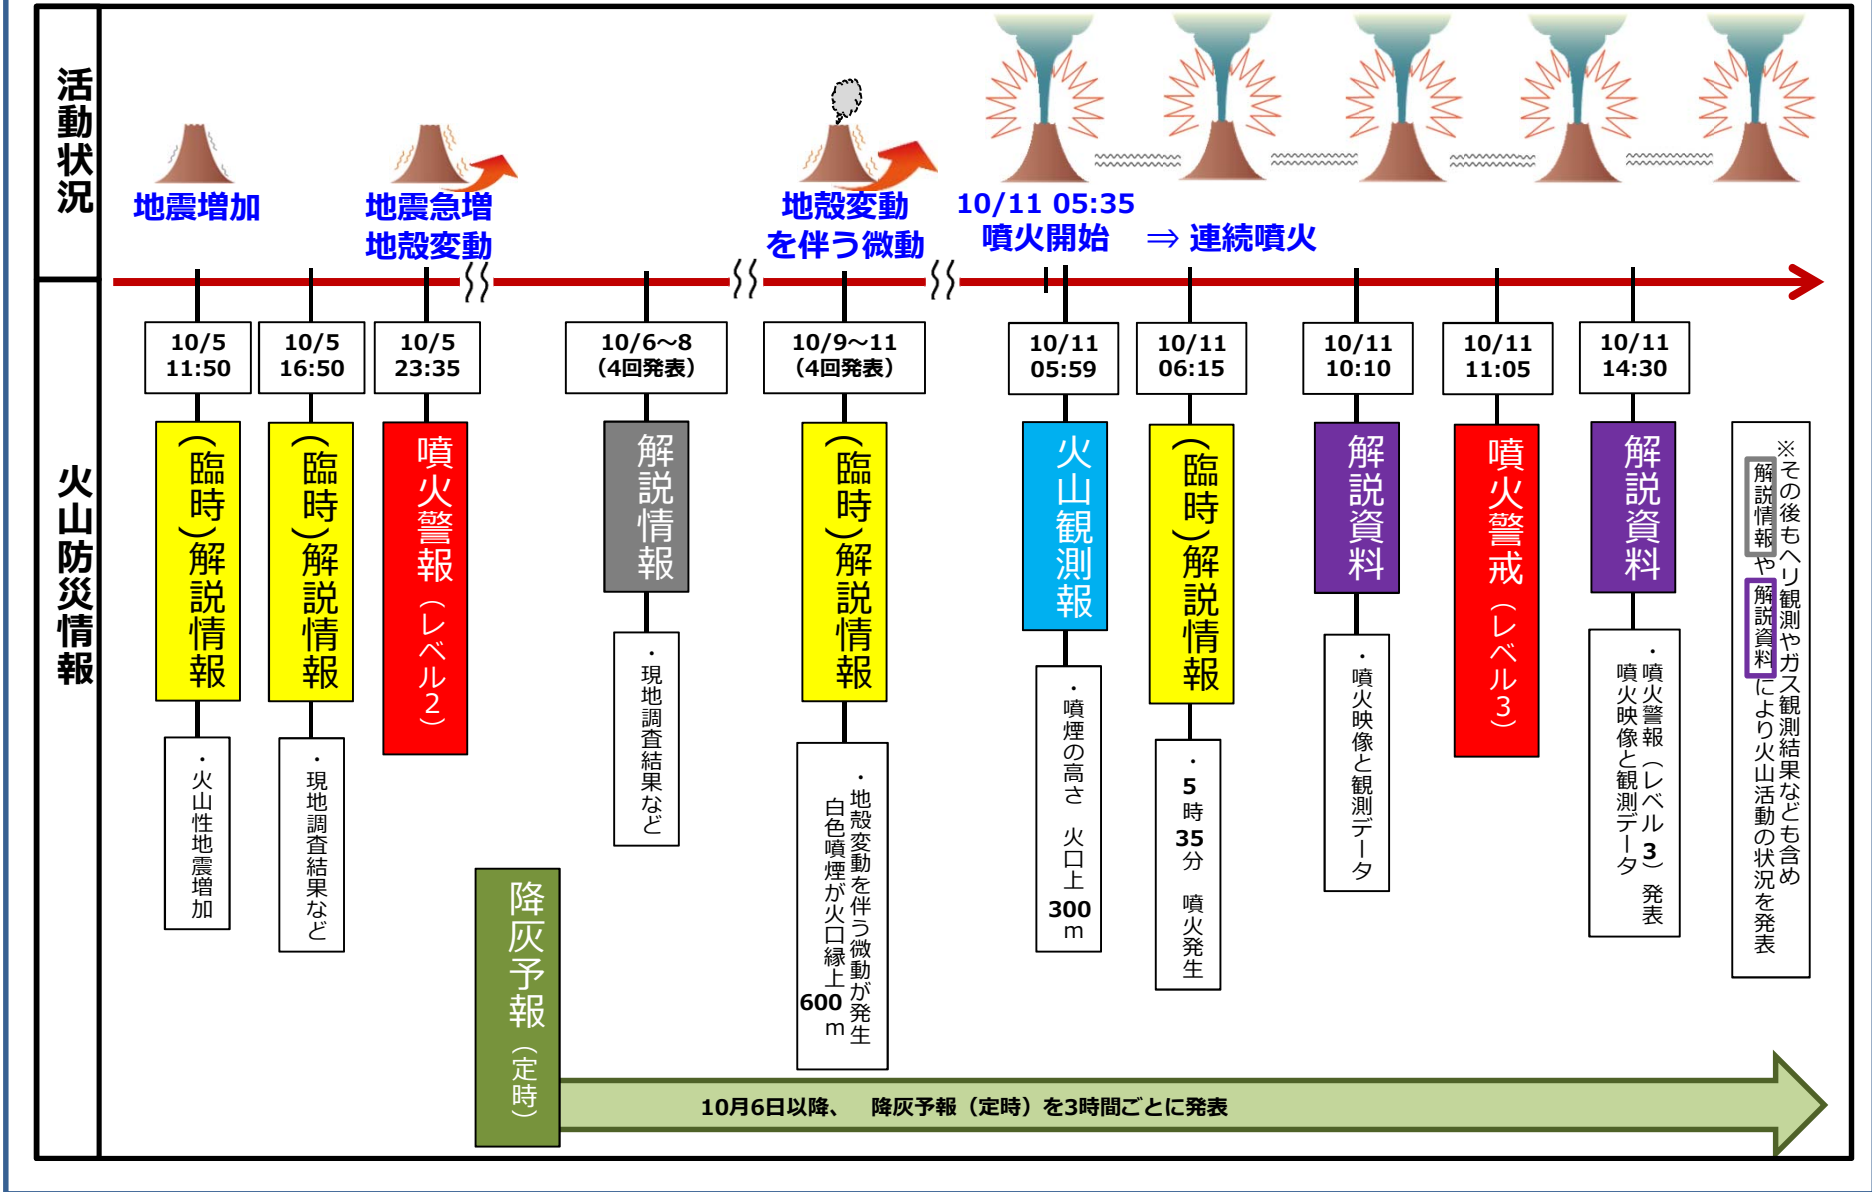 活動状況
地震増加
地震急増
地殻変動
地殻変動
を伴う微動
10/11 05:35
噴火開始 ⇒ 連続噴火
火山防災情報
10/5
11:50
(臨時)解説情報
・火山性地震増加
10/5
16:50
(臨時)解説情報
・現地調査結果など
10/5
23:35
噴火警報(レベル2)
10/6～8
(4回発表)
解説情報
・現地調査結果など
10/9～11
(4回発表)
(臨時)解説情報
・地殻変動を伴う微動が発生
白色噴煙が火口縁上600m
10/11
05:59
火山観測報
・噴煙の高さ 火口上300m
10/11
06:15
(臨時)解説情報
・5時35分 噴火発生
10/11
10:10
解説資料
・噴火映像と観測データ
10/11
11:05
噴火警戒(レベル3)
10/11
14:30
解説資料
・噴火警報(レベル3)発表
噴火映像と観測データ
※その後もヘリ観測やガス観測結果なども含め
解説情報や解説資料により火山活動の状況を発表
降灰予報(定時)
10月6日以降、 降灰予報（定時）を3時間ごとに発表